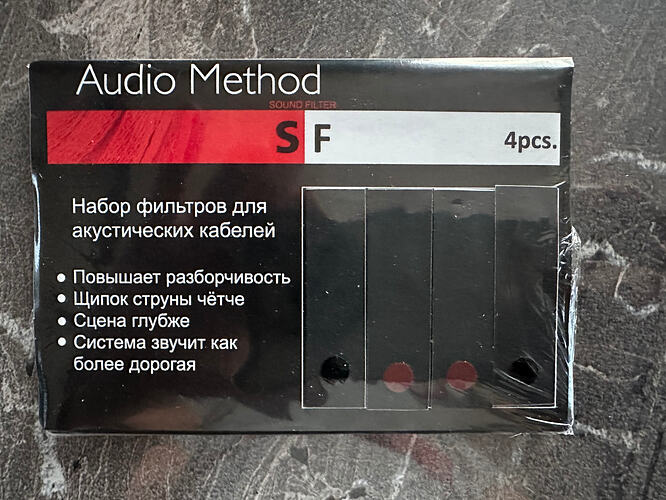 Audio Method
SOUND FILTER
SF
4pcs.
Набор фильтров для
акустических кабелей
● Повышает разборчивость
● Щипок струны чётче
● Сцена глубже
● Система звучит как
более дорогая